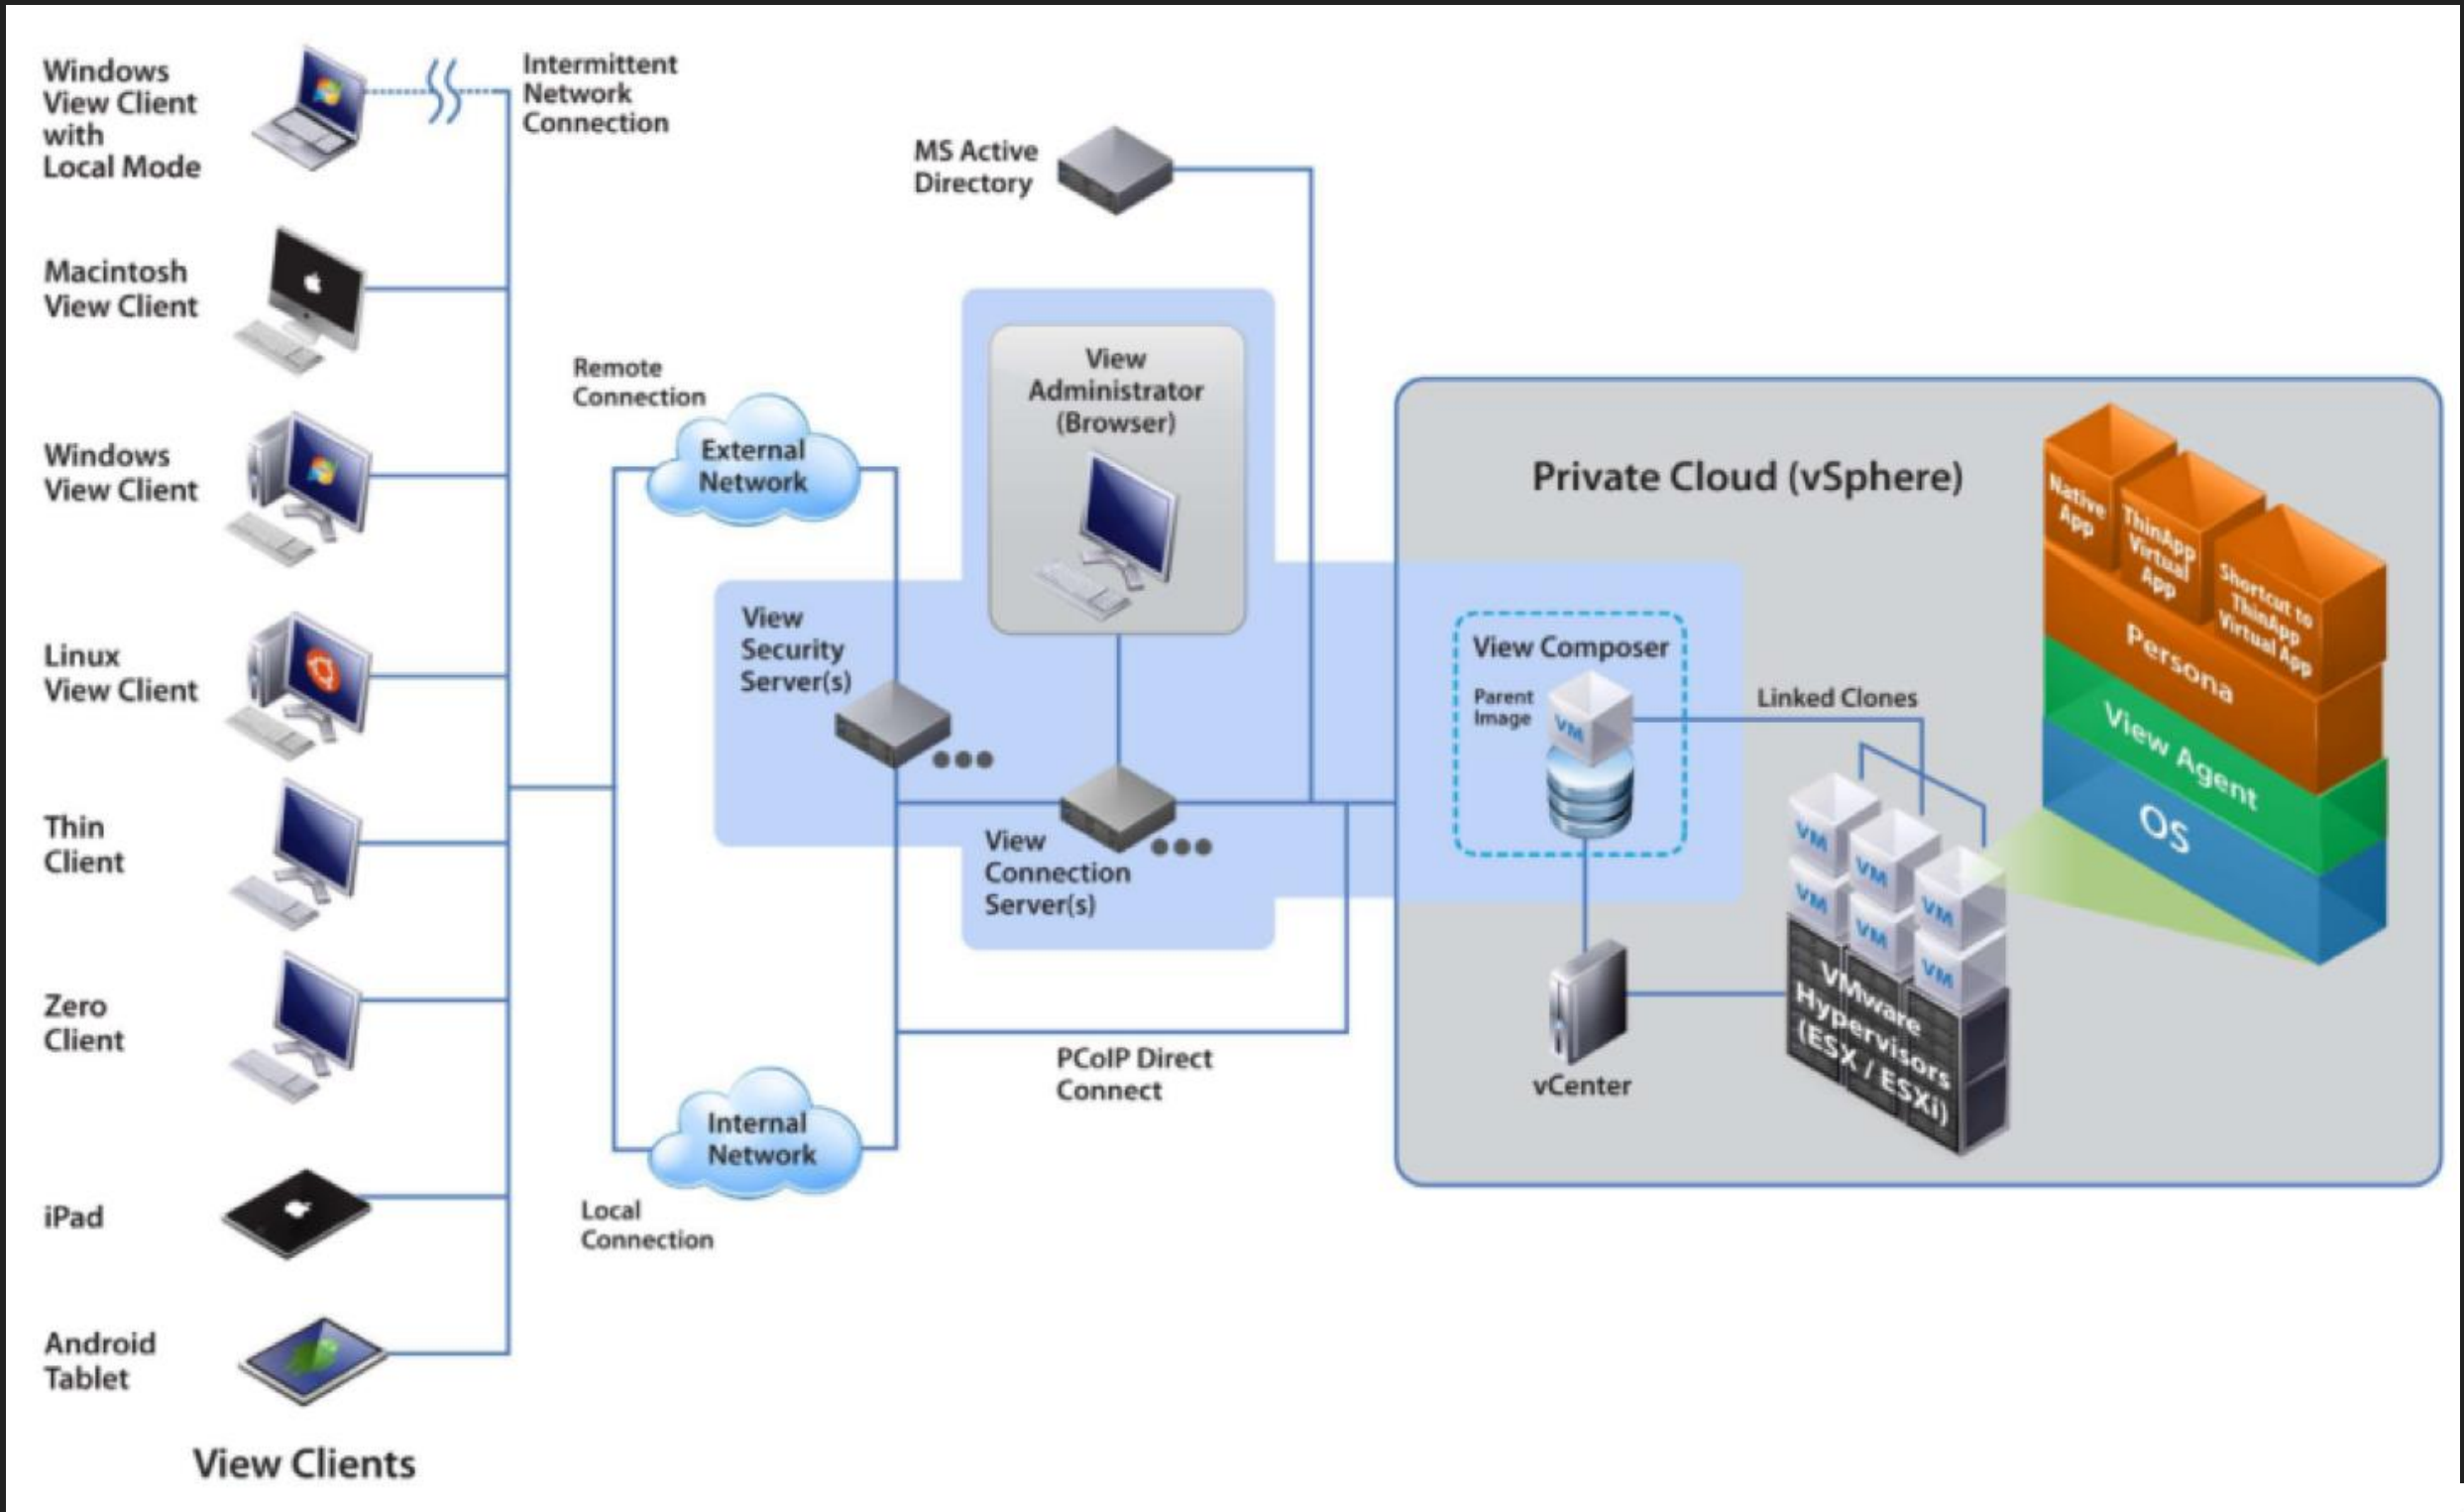 Windows
View Client
with
Local Mode
Intermittent
Network
Connection
MS Active
Directory
Macintosh
View Client
Remote
Connection
External
Network
View
Administrator
(Browser)
Windows
View Client
Private Cloud (vSphere)
Native
App
ThinApp
Virtual
App
Shortcut to
ThinApp
Virtual App
Persona
View Agent
OS
Linux
View Client
View
Security
Server(s)
View Composer
Parent
Image
VM
Linked Clones
Thin
Client
View
Connection
Server(s)
VM
VM
VM
VM
VM
VM
VMware
Hypervisors
(ESX / ESXi)
Zero
Client
PCoIP Direct
Connect
vCenter
Internal
Network
Local
Connection
iPad
Android
Tablet
View Clients